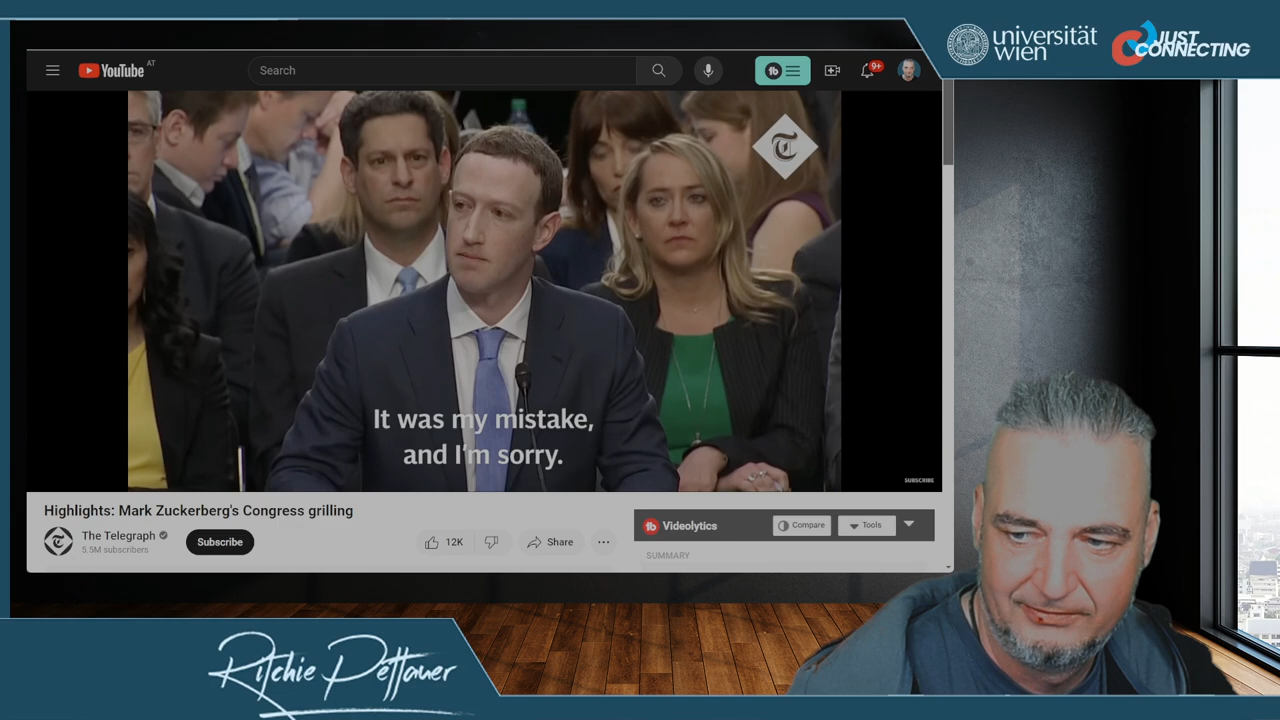 universität
wien
JUST
CONNECTING
YouTube AT
Search
9+
It was my mistake,
and I'm sorry.
SUBSCRIBE
Highlights: Mark Zuckerberg's Congress grilling
The Telegraph
5.5M subscribers
Subscribe
12K
Share
Videolytics
Compare
Tools
SUMMARY
Ritchie Pettauer